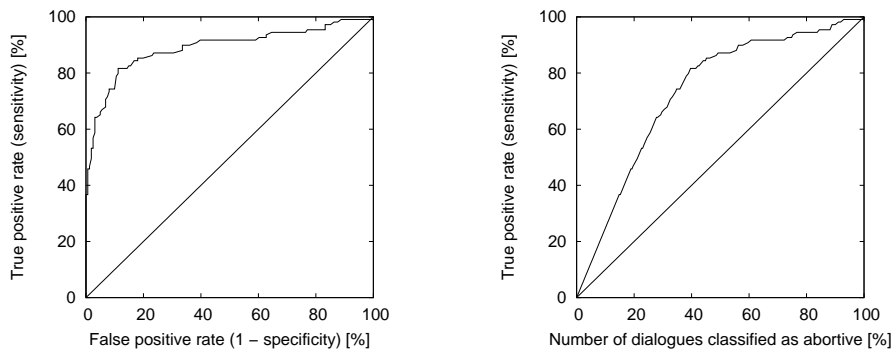 True positive rate (sensitivity) [%]
100
80
60
40
20
0
0 20 40 60 80 100
False positive rate (1 − specificity) [%]
True positive rate (sensitivity) [%]
100
80
60
40
20
0
0 20 40 60 80 100
Number of dialogues classified as abortive [%]